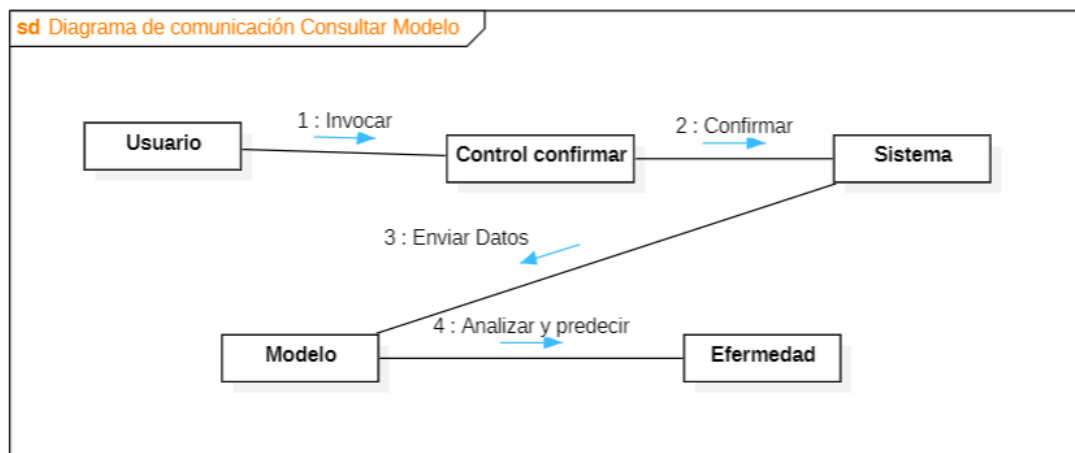 sd Diagrama de comunicación Consultar Modelo
1 : Invocar
2 : Confirmar
Usuario
Control confirmar
Sistema
3 : Enviar Datos
4 : Analizar y predecir
Modelo
Efermedad